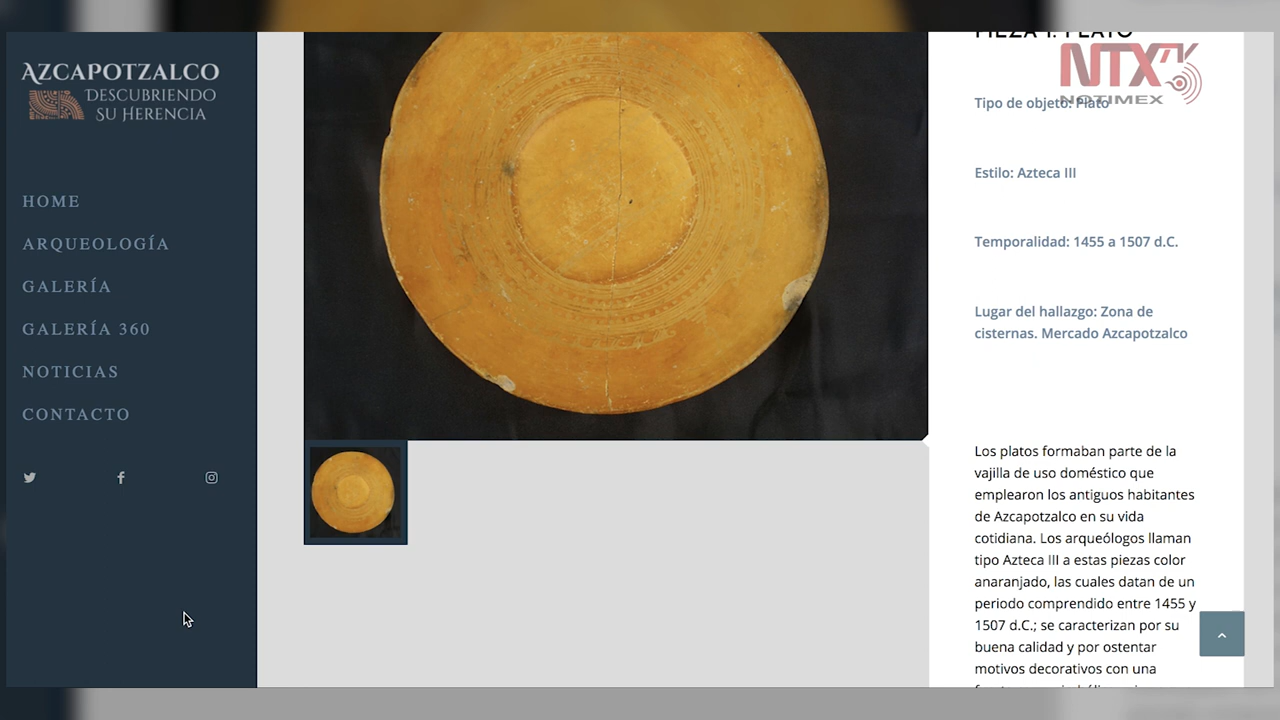 AZCAPOTZALCO
DESCUBRIENDO
SU HERENCIA
HOME
ARQUEOLOGÍA
GALERÍA
GALERÍA 360
NOTICIAS
CONTACTO
PIEZA 1. PLATO
NTX
NOTIMEX
Tipo de objeto: Plato
Estilo: Azteca III
Temporalidad: 1455 a 1507 d.C.
Lugar del hallazgo: Zona de
cisternas. Mercado Azcapotzalco
Los platos formaban parte de la
vajilla de uso doméstico que
emplearon los antiguos habitantes
de Azcapotzalco en su vida
cotidiana. Los arqueólogos llaman
tipo Azteca III a estas piezas color
anaranjado, las cuales datan de un
periodo comprendido entre 1455 y
1507 d.C.; se caracterizan por su
buena calidad y por ostentar
motivos decorativos con una